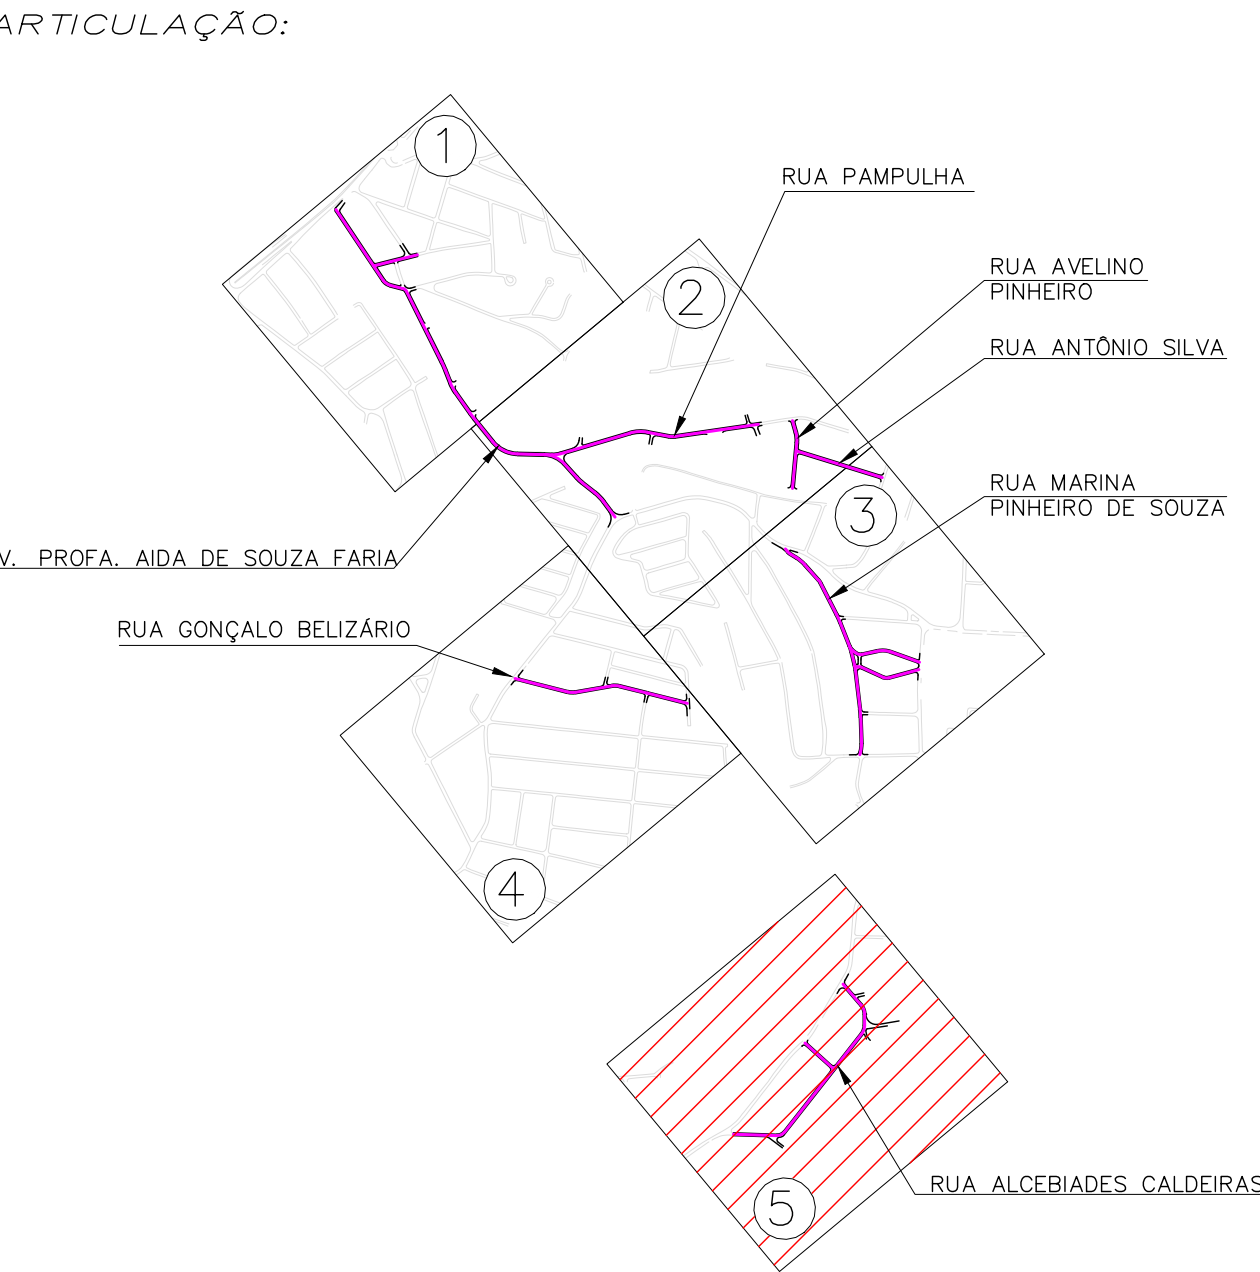 ARTICULAÇÃO:
1
RUA PAMPULHA
2
RUA AVELINO
PINHEIRO
RUA ANTÔNIO SILVA
RUA MARINA
PINHEIRO DE SOUZA
3
V. PROFA. AIDA DE SOUZA FARIA
RUA GONÇALO BELIZÁRIO
4
RUA ALCEBIADES CALDEIRAS
5